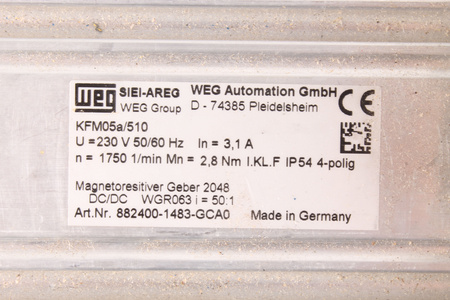 WEG SIEI-AREG WEG Automation GmbH CE
WEG Group D - 74385 Pleidelsheim
KFM05a/510
U = 230 V 50/60 Hz In = 3,1 A
n = 1750 1/min Mn = 2,8 Nm I.KL.F IP54 4-polig
Magnetoresitiver Geber 2048
DC/DC WGR063 i = 50:1
Art.Nr. 882400-1483-GCA0 Made in Germany